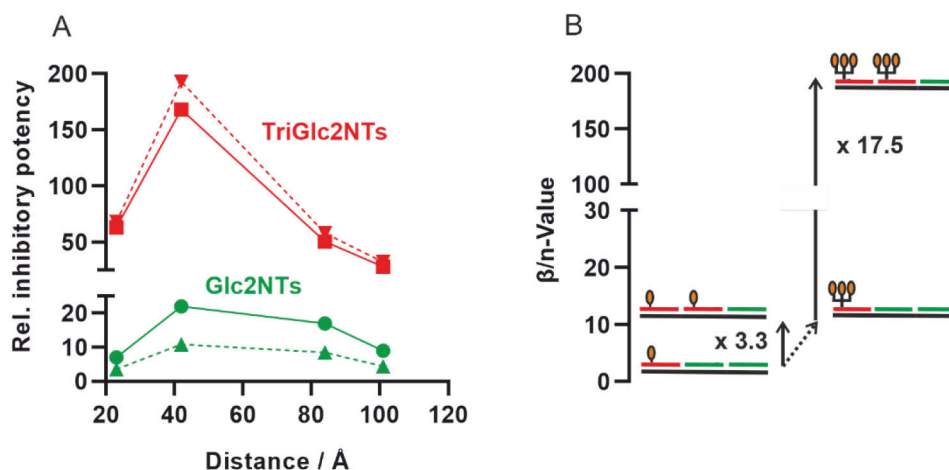 A
Rel. inhibitory potency
200
150
100
50
20
10
0
TriGlc2NTs
Glc2NTs
20 40 60 80 100 120
Distance / Å
B
β/n-Value
200
150
100
30
20
10
0
x 17.5
x 3.3